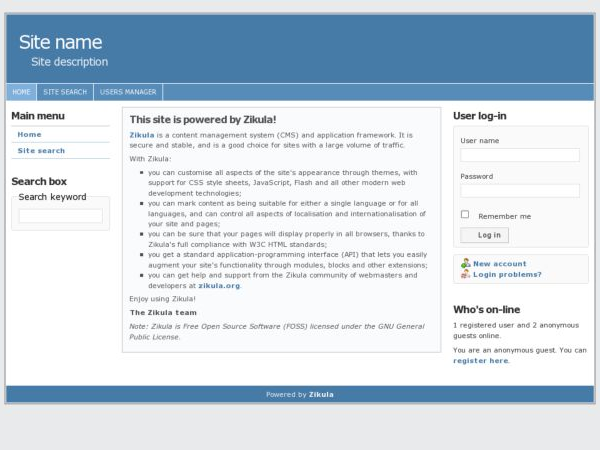 Site name
Site description
HOME
SITE SEARCH
USERS MANAGER
Main menu
Home
Site search
Search box
Search keyword
This site is powered by Zikula!
Zikula is a content management system (CMS) and application framework. It is
secure and stable, and is a good choice for sites with a large volume of traffic.
With Zikula:
you can customise all aspects of the site's appearance through themes, with
support for CSS style sheets, JavaScript, Flash and all other modern web
development technologies;
you can mark content as being suitable for either a single language or for all
languages, and can control all aspects of localisation and internationalisation of
your site and pages;
you can be sure that your pages will display properly in all browsers, thanks to
Zikula's full compliance with W3C HTML standards;
you get a standard application-programming interface (API) that lets you easily
augment your site's functionality through modules, blocks and other extensions;
you can get help and support from the Zikula community of webmasters and
developers at zikula.org.
Enjoy using Zikula!
The Zikula team
Note: Zikula is Free Open Source Software (FOSS) licensed under the GNU General
Public License.
User log-in
User name
Password
Remember me
Log in
New account
Login problems?
Who's on-line
1 registered user and 2 anonymous
guests online.
You are an anonymous guest. You can
register here.
Powered by Zikula